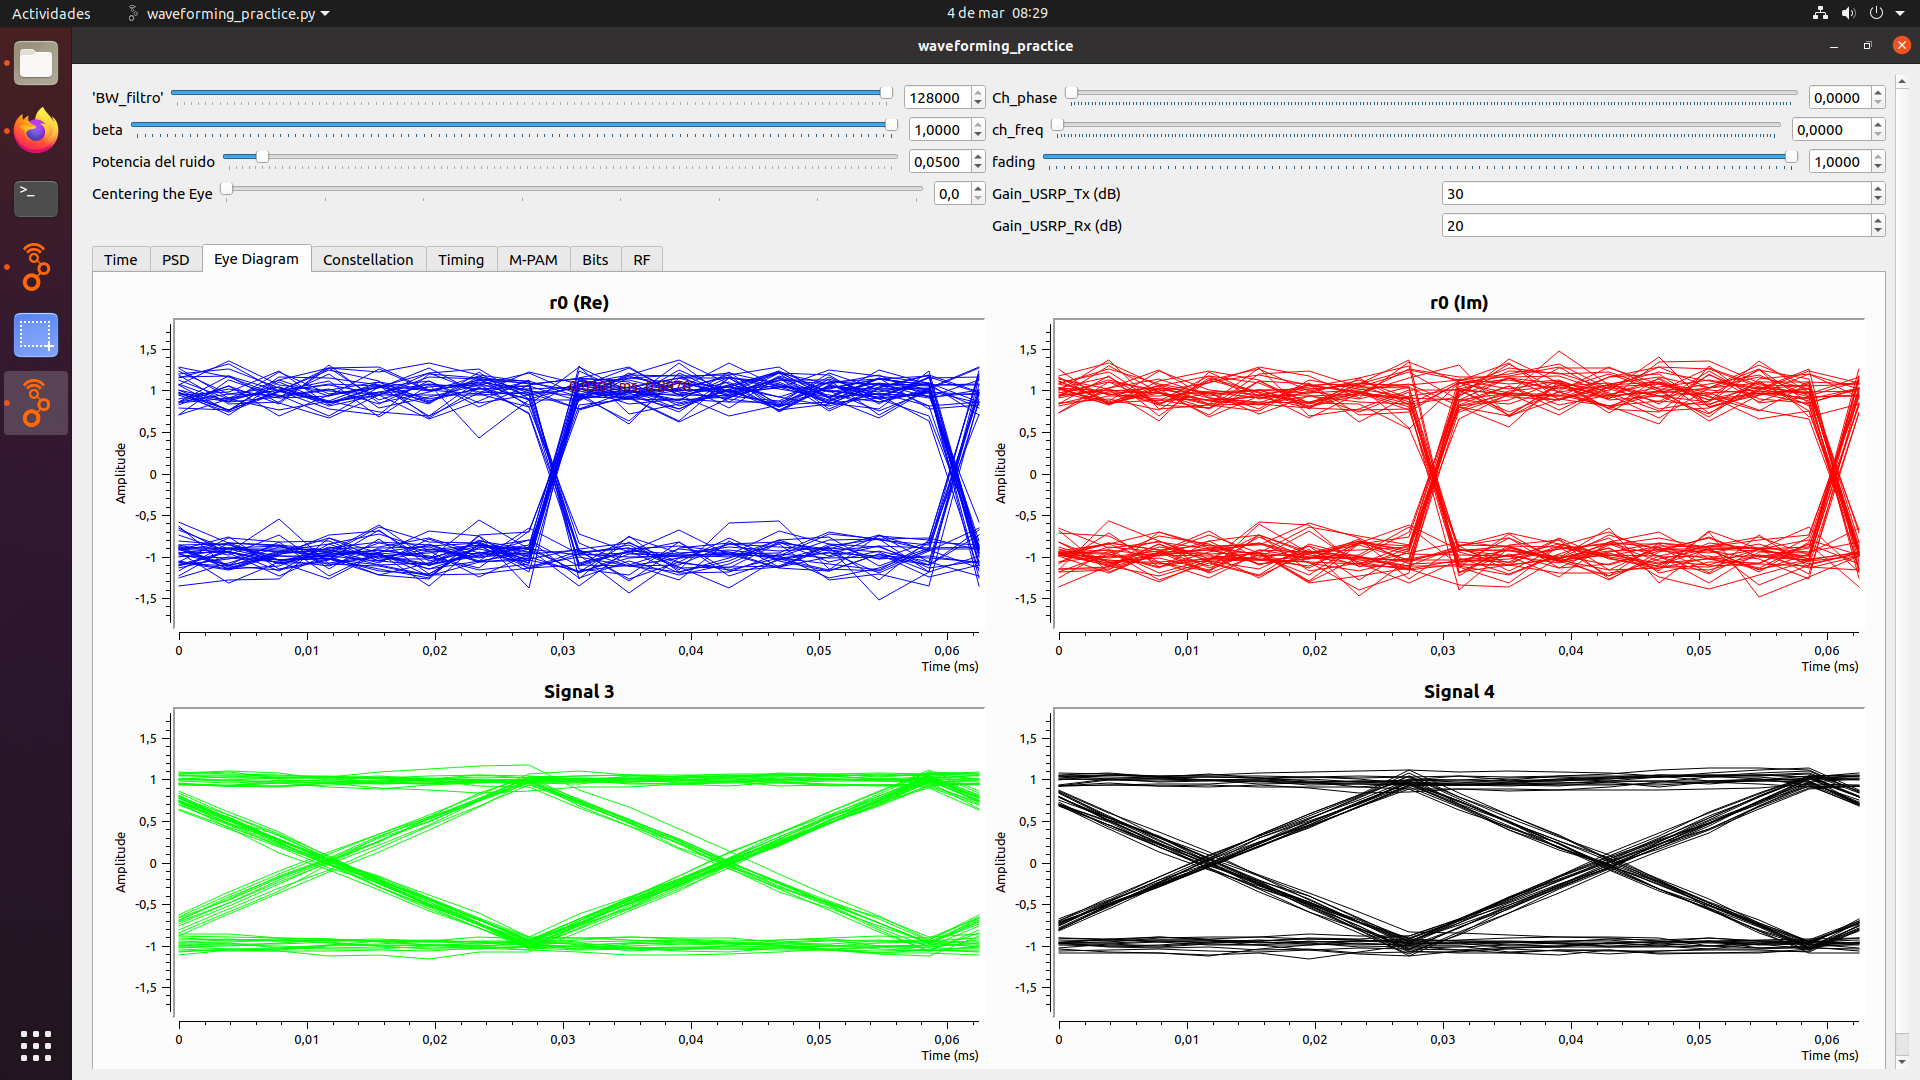 Actividades
waveforming_practice.py
4 de mar 08:29
waveforming_practice
'BW_filtro'
128000
Ch_phase
0,0000
beta
1,0000
ch_freq
0,0000
Potencia del ruido
0,0500
fading
1,0000
Centering the Eye
0,0
Gain_USRP_Tx (dB)
30
Gain_USRP_Rx (dB)
20
Time
PSD
Eye Diagram
Constellation
Timing
M-PAM
Bits
RF
r0 (Re)
1,5
1
0,5
0
-0,5
-1
-1,5
Amplitude
0
0,01
0,02
0,03
0,04
0,05
0,06
Time (ms)
r0 (Im)
1,5
1
0,5
0
-0,5
-1
-1,5
Amplitude
0
0,01
0,02
0,03
0,04
0,05
0,06
Time (ms)
Signal 3
1,5
1
0,5
0
-0,5
-1
-1,5
Amplitude
0
0,01
0,02
0,03
0,04
0,05
0,06
Time (ms)
Signal 4
1,5
1
0,5
0
-0,5
-1
-1,5
Amplitude
0
0,01
0,02
0,03
0,04
0,05
0,06
Time (ms)